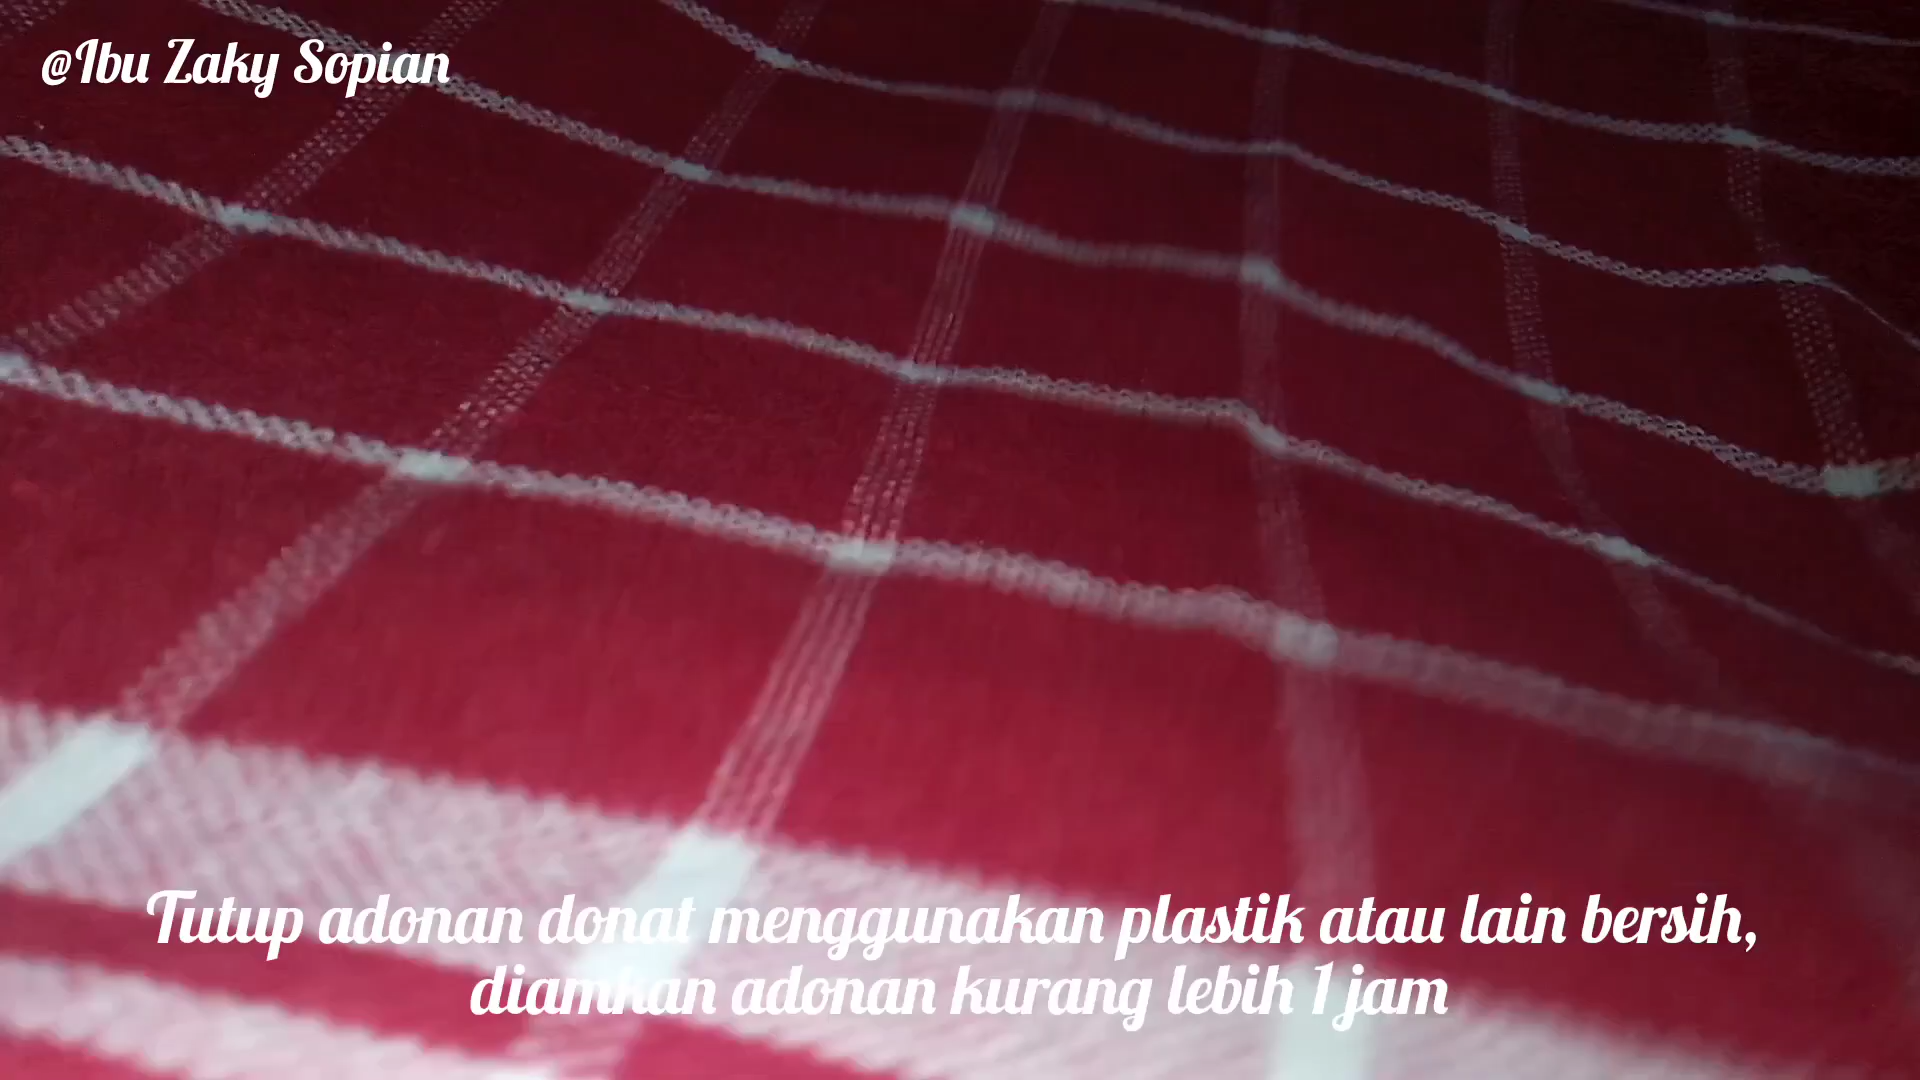 @Ibu Zaky Sopian
Tutup adonan donat menggunakan plastik atau lain bersih,
diamkan adonan kurang lebih 1 jam